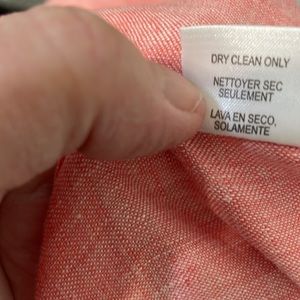 DRY CLEAN ONLY
NETTOYER SEC
SEULEMENT
LAVA EN SECO,
SOLAMENTE